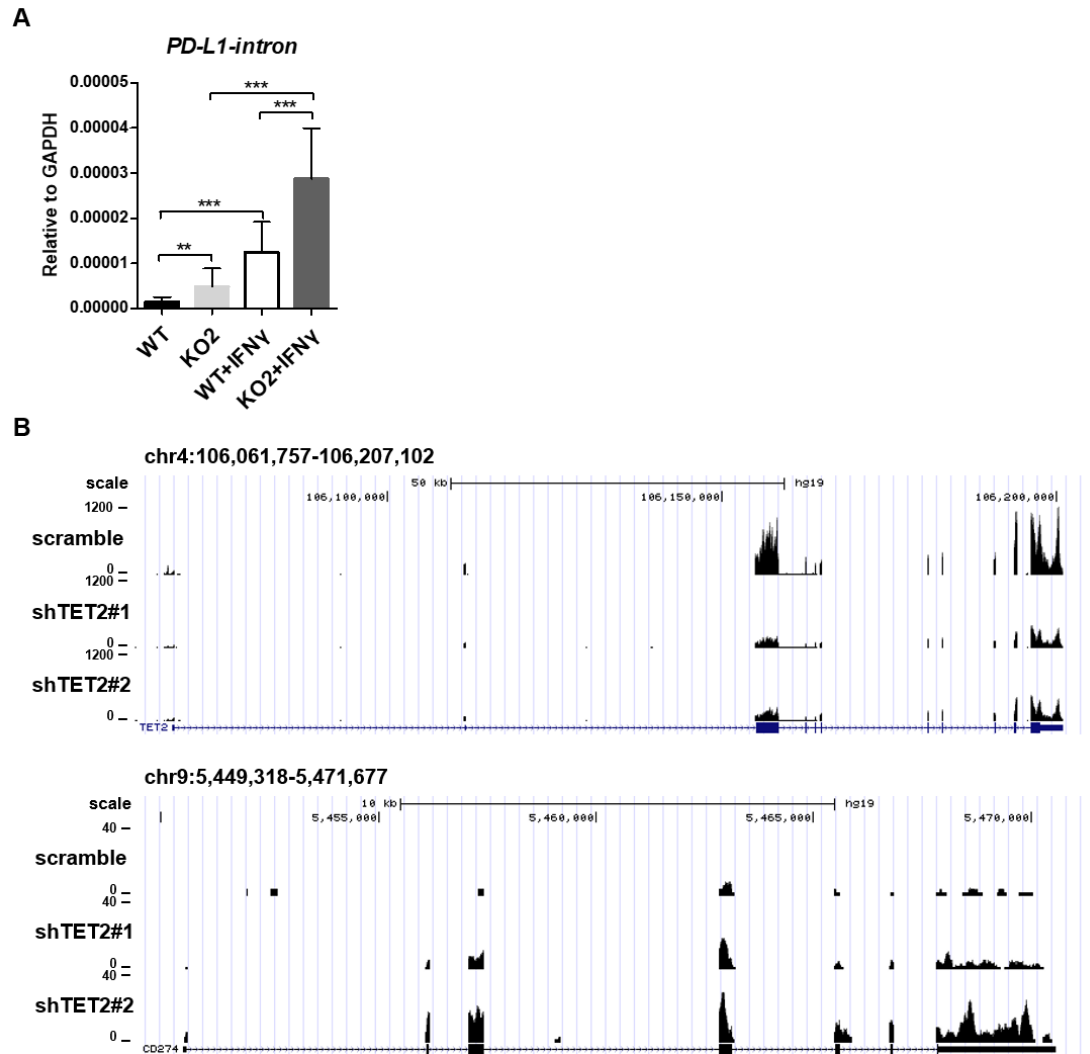 A
PD-L1-intron
0.00005
***
***
0.00004
0.00003
Relative to GAPDH
0.00002
***
0.00001
**
0.00000
WT
KO2
WT+IFNγ
KO2+IFNγ
B
chr4:106,061,757-106,207,102
scale 50 kb hg19
106,100,000 106,150,000 106,200,000
1200
scramble
0
1200
shTET2#1
0
1200
shTET2#2
0
TET2
chr9:5,449,318-5,471,677
scale 10 kb hg19
5,455,000 5,460,000 5,465,000 5,470,000
40
scramble
0
40
shTET2#1
0
40
shTET2#2
0
CD274